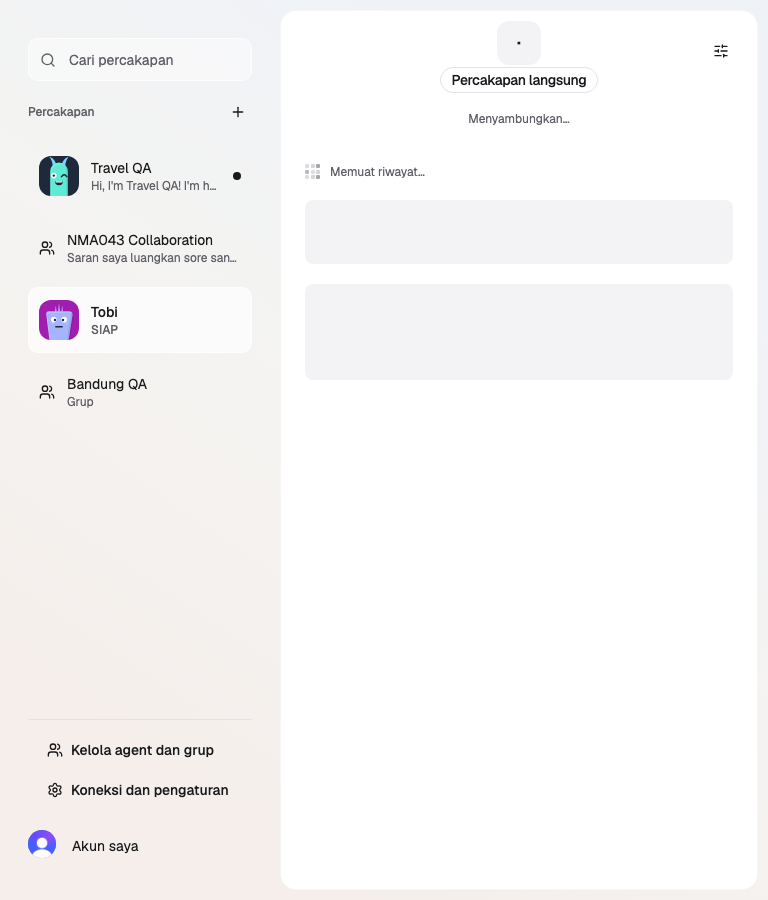 Cari percakapan
Percakapan
Travel QA
Hi, I'm Travel QA! I'm h...
NMA043 Collaboration
Saran saya luangkan sore san...
Tobi
SIAP
Bandung QA
Grup
Kelola agent dan grup
Koneksi dan pengaturan
Akun saya
Percakapan langsung
Menyambungkan...
Memuat riwayat...